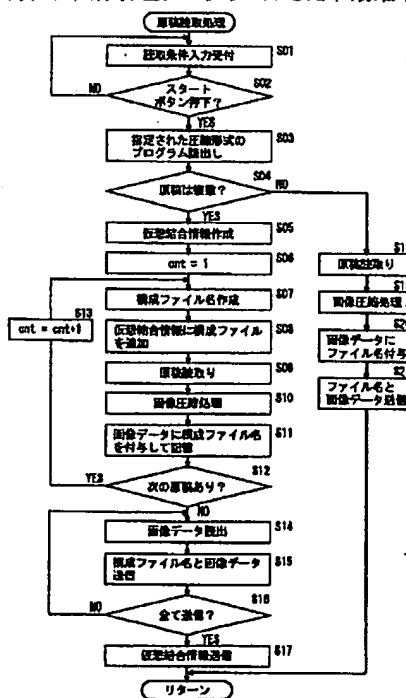 原稿読取処理
読取条件入力受付 S01
スタート
ボタン押下? S02
NO
YES
指定された圧縮形式の
プログラム読出し S03
原稿は複数? S04
NO
YES
仮想結合情報作成 S05
cnt = 1 S06
構成ファイル名作成 S07
cnt = cnt+1 S13
仮想結合情報に構成ファイル
を追加 S08
原稿読取り S09
画像圧縮処理 S10
画像データに構成ファイル名
を付与して記憶 S11
次の原稿あり? S12
YES
NO
画像データ読出 S14
構成ファイル名と画像データ
送信 S15
全て送信? S16
NO
YES
仮想結合情報送信 S17
原稿読取り
画像圧縮処理
画像データに
ファイル名付与
ファイル名と
画像データ送信
リターン